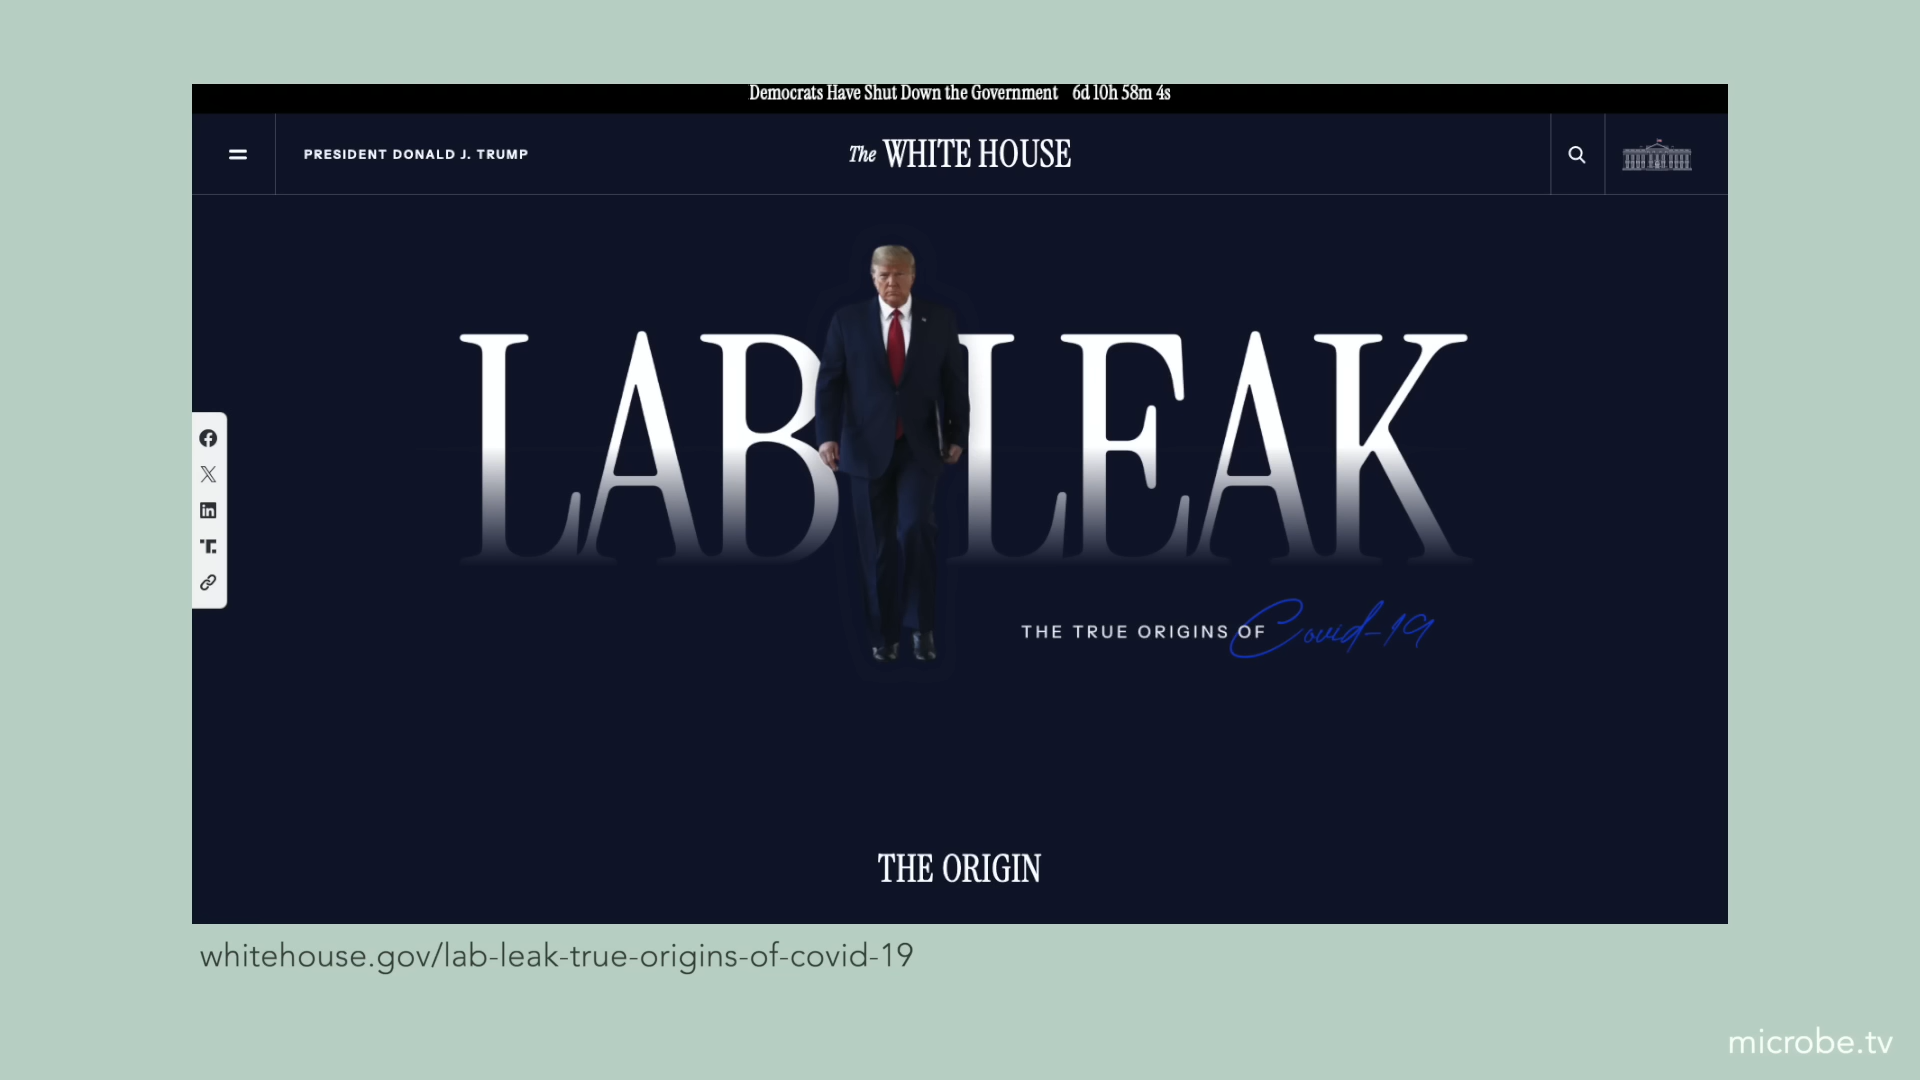 Democrats Have Shut Down the Government 6d 10h 58m 4s
PRESIDENT DONALD J. TRUMP
The WHITE HOUSE
LAB LEAK
THE TRUE ORIGINS OF Covid-19
THE ORIGIN
whitehouse.gov/lab-leak-true-origins-of-covid-19
microbe.tv